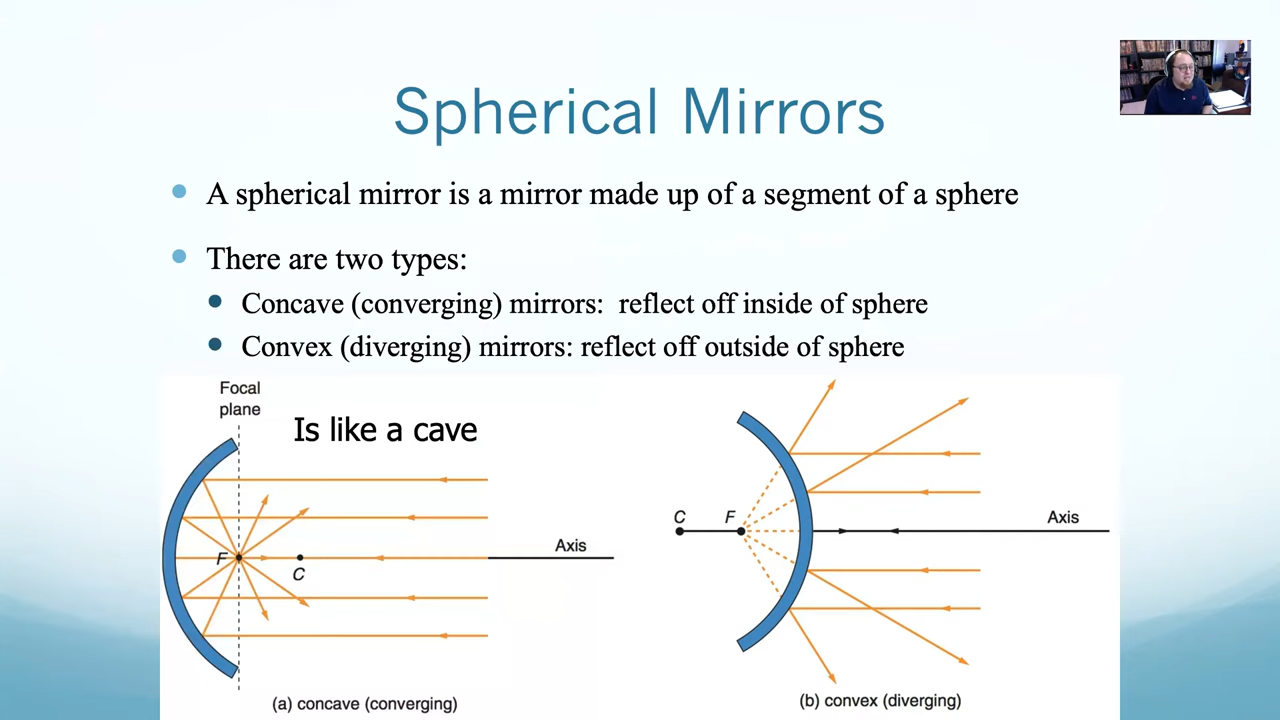 Spherical Mirrors
A spherical mirror is a mirror made up of a segment of a sphere
There are two types:
Concave (converging) mirrors:  reflect off inside of sphere
Convex (diverging) mirrors: reflect off outside of sphere
Focal
plane
Is like a cave
F
C
Axis
(a) concave (converging)
C
F
Axis
(b) convex (diverging)